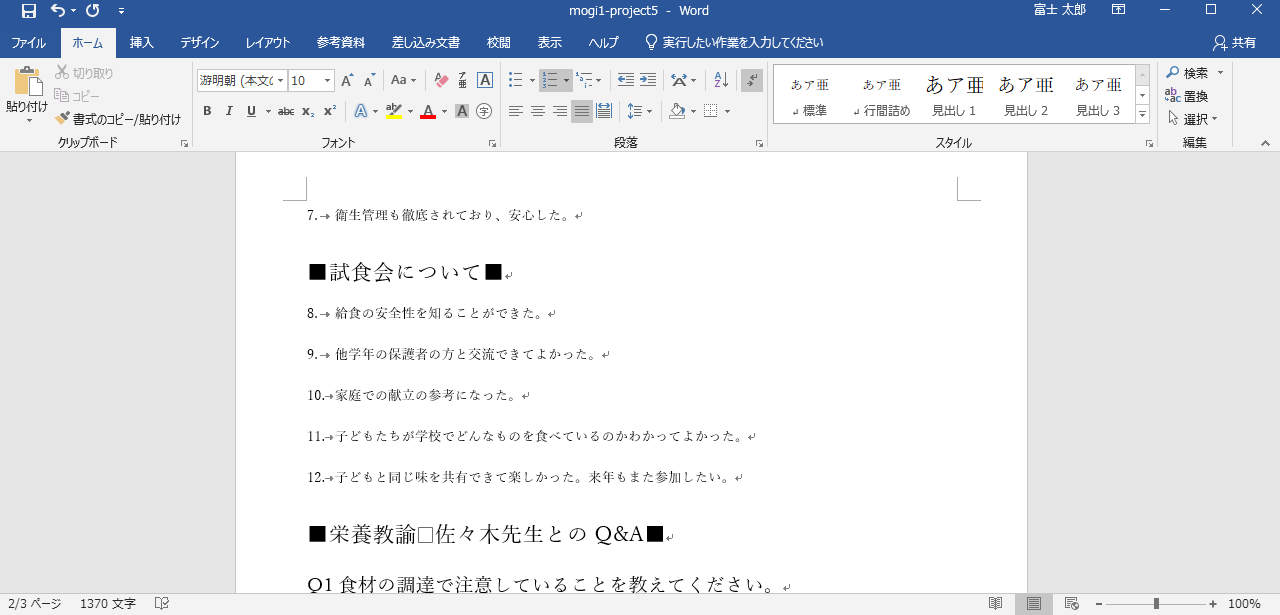 mogi1-project5 - Word
富士 太郎
ファイル ホーム 挿入 デザイン レイアウト 参考資料 差し込み文書 校閲 表示 ヘルプ 実行したい作業を入力してください 共有
貼り付け
切り取り
コピー
書式のコピー/貼り付け
クリップボード
游明朝 (本文の 10
フォント
段落
あア亜 あア亜 あア亜 あア亜 あア亜
↲ 標準 ↲ 行間詰め 見出し 1 見出し 2 見出し 3
スタイル
検索
置換
選択
編集
7.→ 衛生管理も徹底されており、安心した。↵
■試食会について■↵
8.→ 給食の安全性を知ることができた。↵
9.→ 他学年の保護者の方と交流できてよかった。↵
10.→家庭での献立の参考になった。↵
11.→子どもたちが学校でどんなものを食べているのかわかってよかった。↵
12.→子どもと同じ味を共有できて楽しかった。来年もまた参加したい。↵
■栄養教諭□佐々木先生との Q&A■↵
Q1 食材の調達で注意していることを教えてください。↵
2/3 ページ 1370 文字 100%